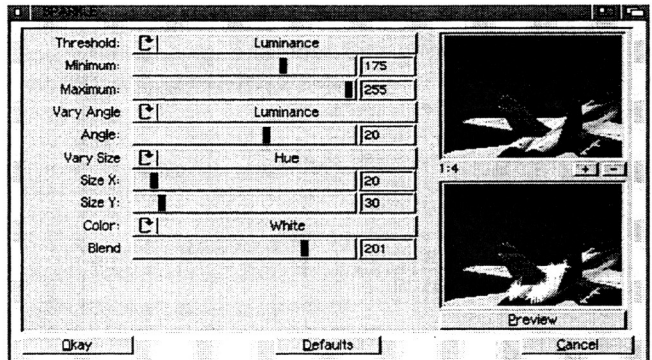 Threshold: Luminance
Minimum: 175
Maximum: 255
Vary Angle Luminance
Angle: 20
Vary Size Hue
Size X: 20
Size Y: 30
Color: White
Blend 201
1:4 + -
Preview
Okay Defaults Cancel